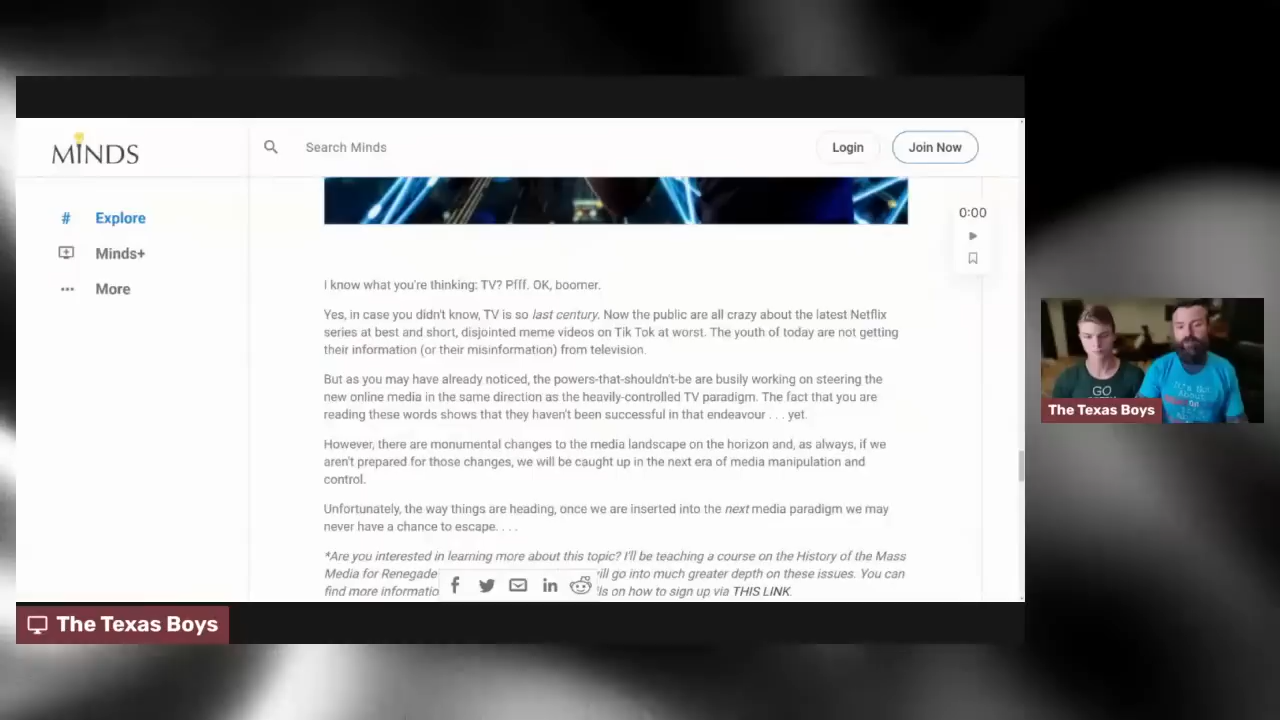 MINDS
Search Minds
Login
Join Now
# Explore
Minds+
More
0:00
I know what you're thinking: TV? Pfff. OK, boomer.
Yes, in case you didn't know, TV is so last century. Now the public are all crazy about the latest Netflix
series at best and short, disjointed meme videos on Tik Tok at worst. The youth of today are not getting
their information (or their misinformation) from television.
But as you may have already noticed, the powers-that-shouldn't-be are busily working on steering the
new online media in the same direction as the heavily-controlled TV paradigm. The fact that you are
reading these words shows that they haven't been successful in that endeavour . . . yet.
However, there are monumental changes to the media landscape on the horizon and, as always, if we
aren't prepared for those changes, we will be caught up in the next era of media manipulation and
control.
Unfortunately, the way things are heading, once we are inserted into the next media paradigm we may
never have a chance to escape. . . .
*Are you interested in learning more about this topic? I'll be teaching a course on the History of the Mass
Media for Renegade ill go into much greater depth on these issues. You can
find more informatio ls on how to sign up via THIS LINK.
GO
It's Not
About
The Texas Boys
The Texas Boys